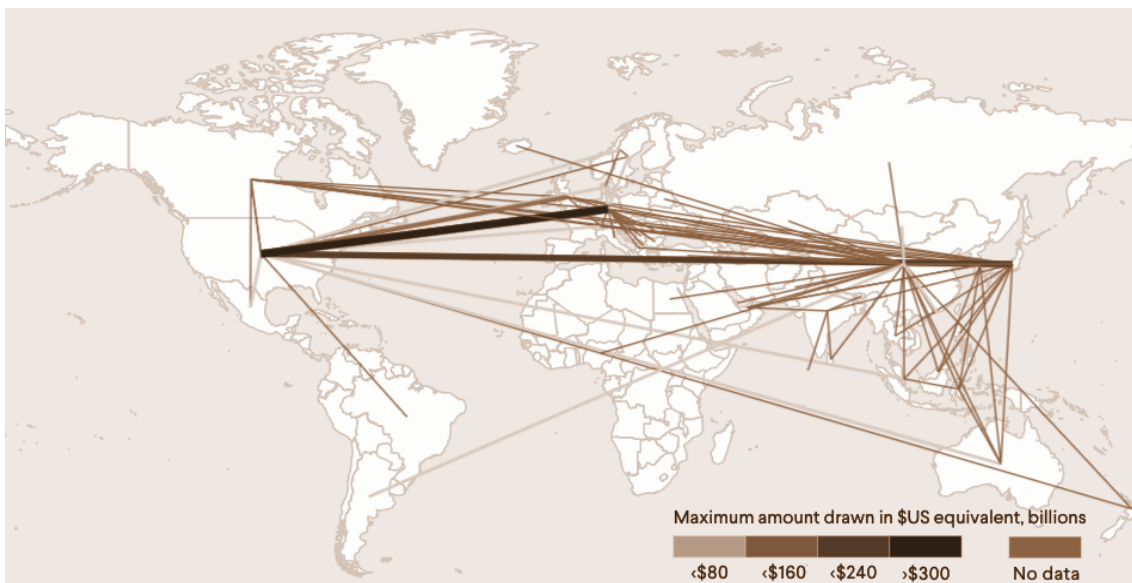 Maximum amount drawn in $US equivalent, billions
<$80 <$160 <$240 >$300 No data